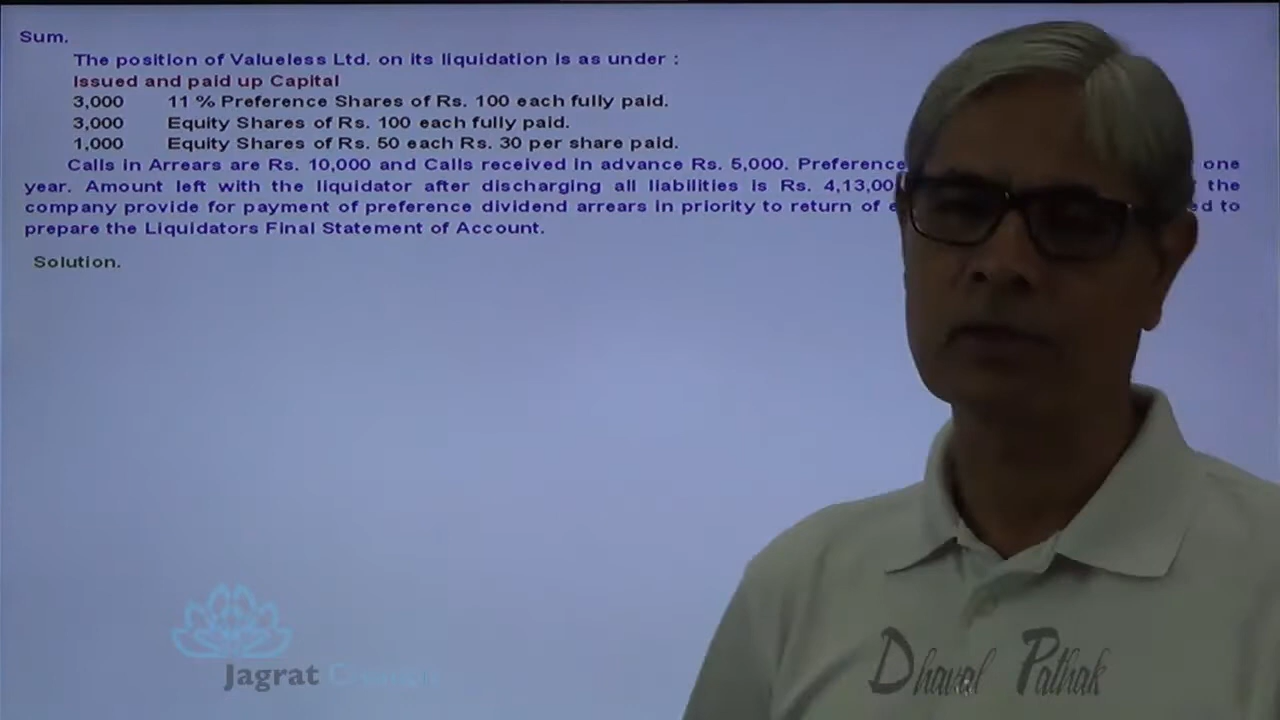 Sum.
The position of Valueless Ltd. on its liquidation is as under :
Issued and paid up Capital
3,000 11 % Preference Shares of Rs. 100 each fully paid.
3,000 Equity Shares of Rs. 100 each fully paid.
1,000 Equity Shares of Rs. 50 each Rs. 30 per share paid.
Calls in Arrears are Rs. 10,000 and Calls received in advance Rs. 5,000. Preference one
year. Amount left with the liquidator after discharging all liabilities is Rs. 4,13,00 the
company provide for payment of preference dividend arrears in priority to return of to
prepare the Liquidators Final Statement of Account.
Solution.
Jagrat
Dhaval Pathak